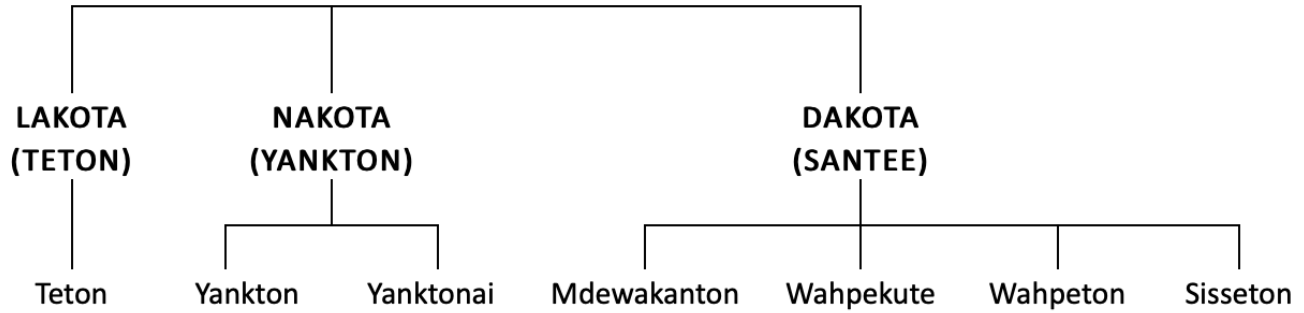 LAKOTA NAKOTA DAKOTA
(TETON) (YANKTON) (SANTEE)
Teton Yankton Yanktonai Mdewakanton Wahpekute Wahpeton Sisseton